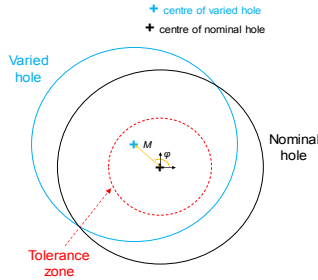 centre of varied hole
centre of nominal hole
Varied
hole
M
φ
Nominal
hole
Tolerance
zone